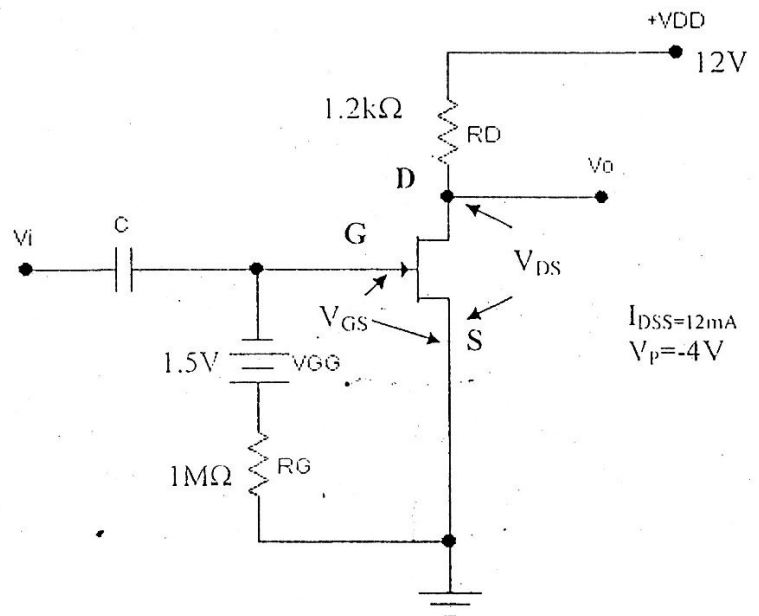 +VDD
12V
1.2kΩ
RD
D
Vo
Vi
C
G
VDS
VGS
S
IDSS=12mA
VP=-4V
1.5V
VGG
1MΩ
RG